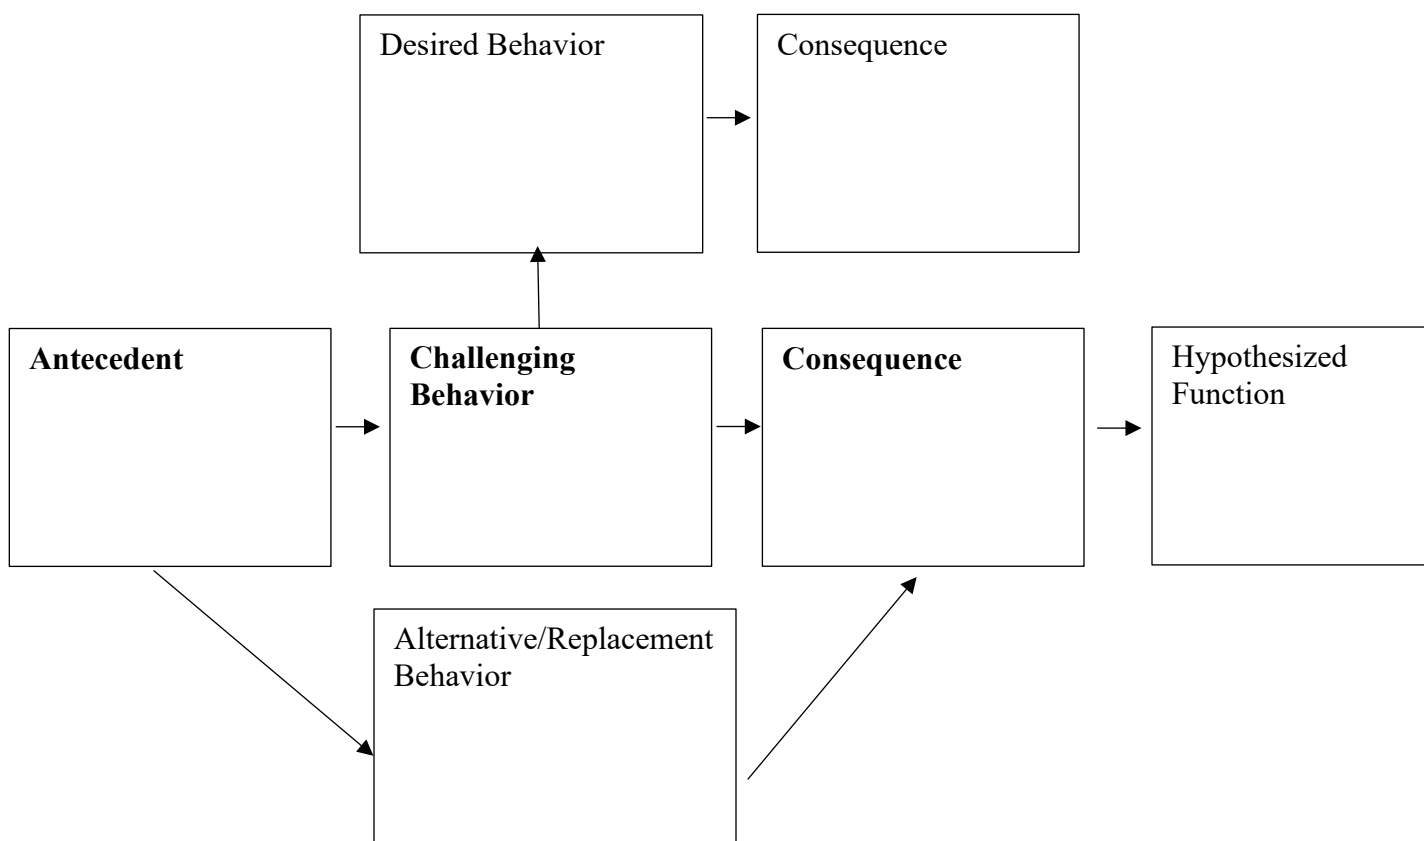 Desired Behavior
Consequence
Antecedent
Challenging
Behavior
Consequence
Hypothesized
Function
Alternative/Replacement
Behavior